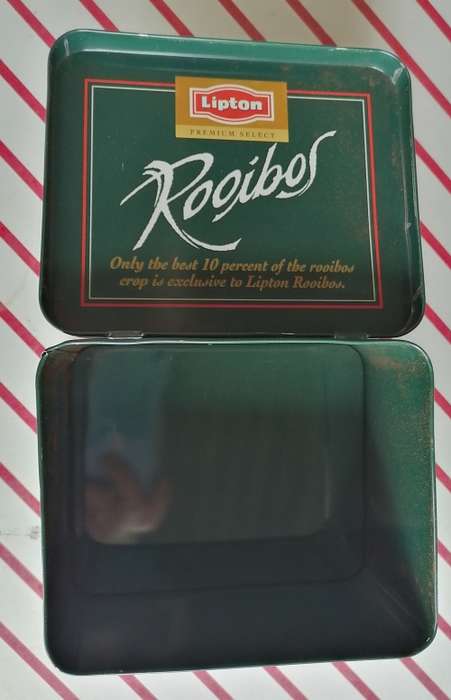 Lipton
PREMIUM SELECT
Rooibos
Only the best 10 percent of the rooibos
crop is exclusive to Lipton Rooibos.